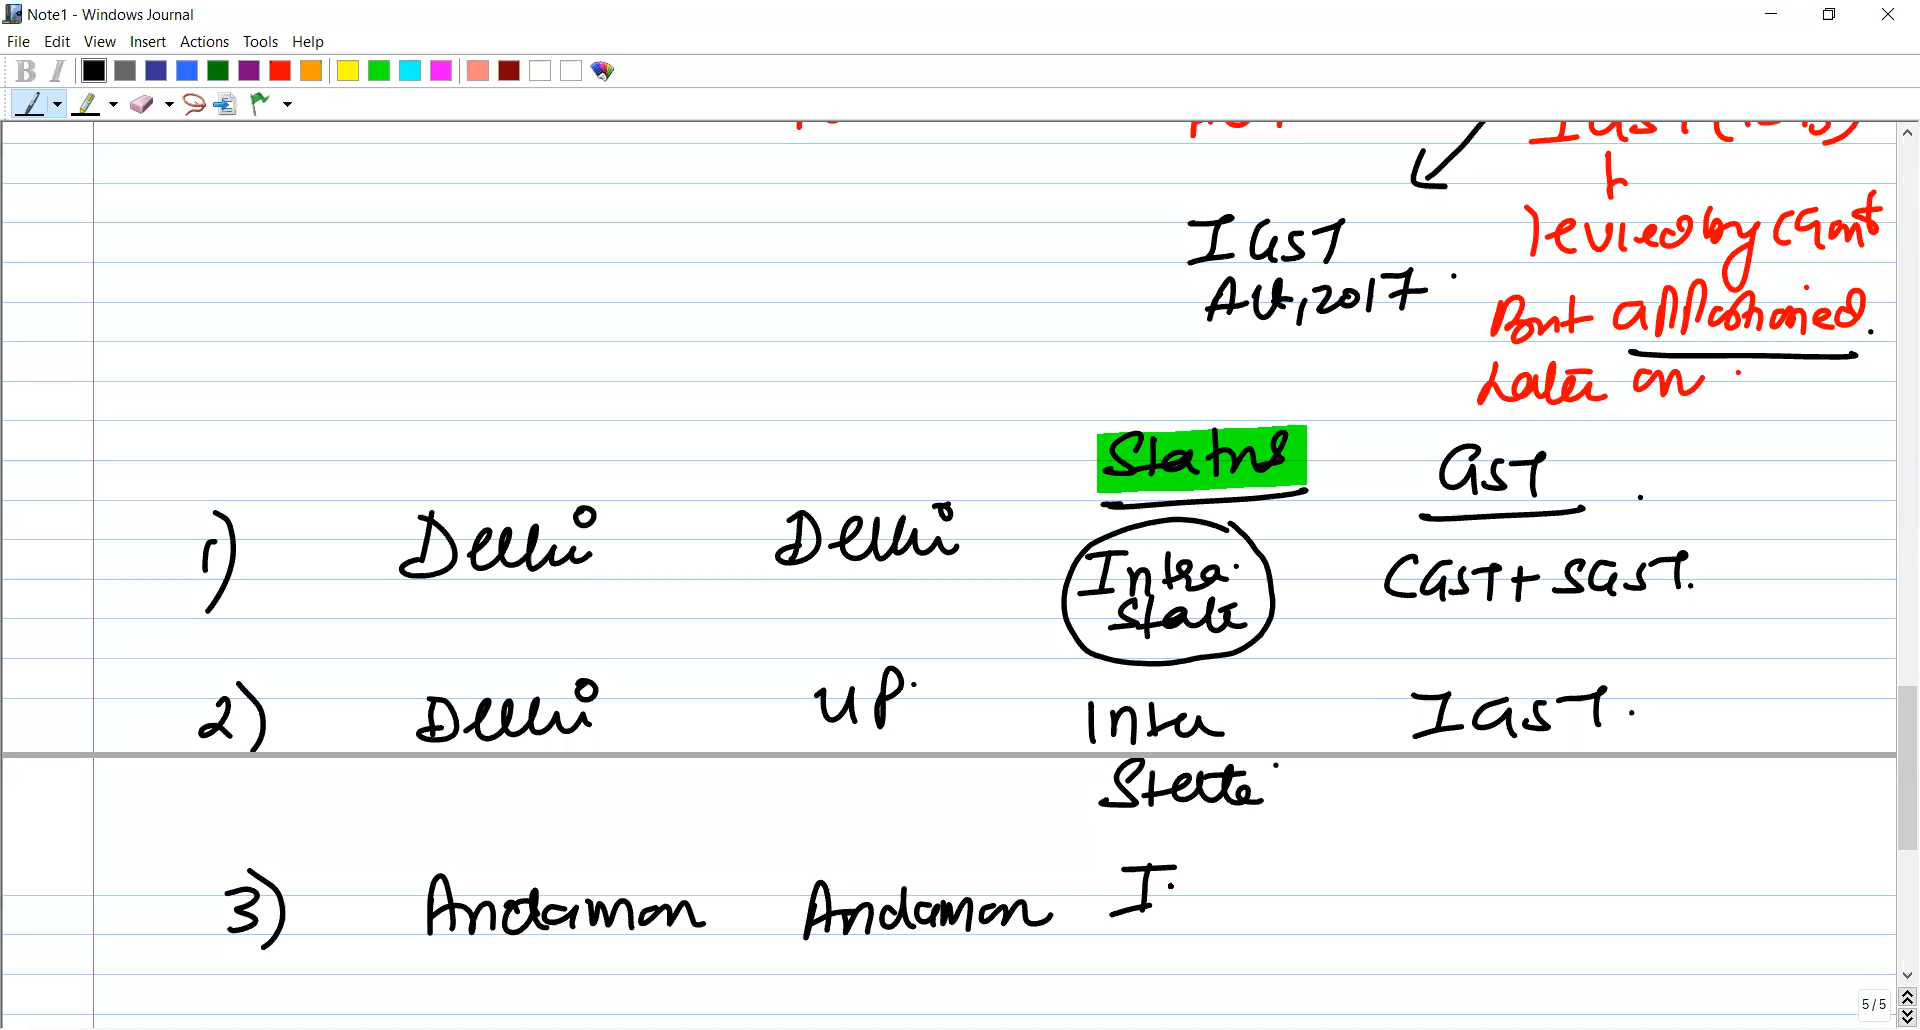 Note1 - Windows Journal
File Edit View Insert Actions Tools Help
B I
IGST
Act, 2017
levied by CGovt
But apportioned.
Later on
Status GST
1) Delhi Delhi Intra State CGST + SGST.
2) Delhi UP. Inter State IGST.
3) Andaman Andaman I
5 / 5